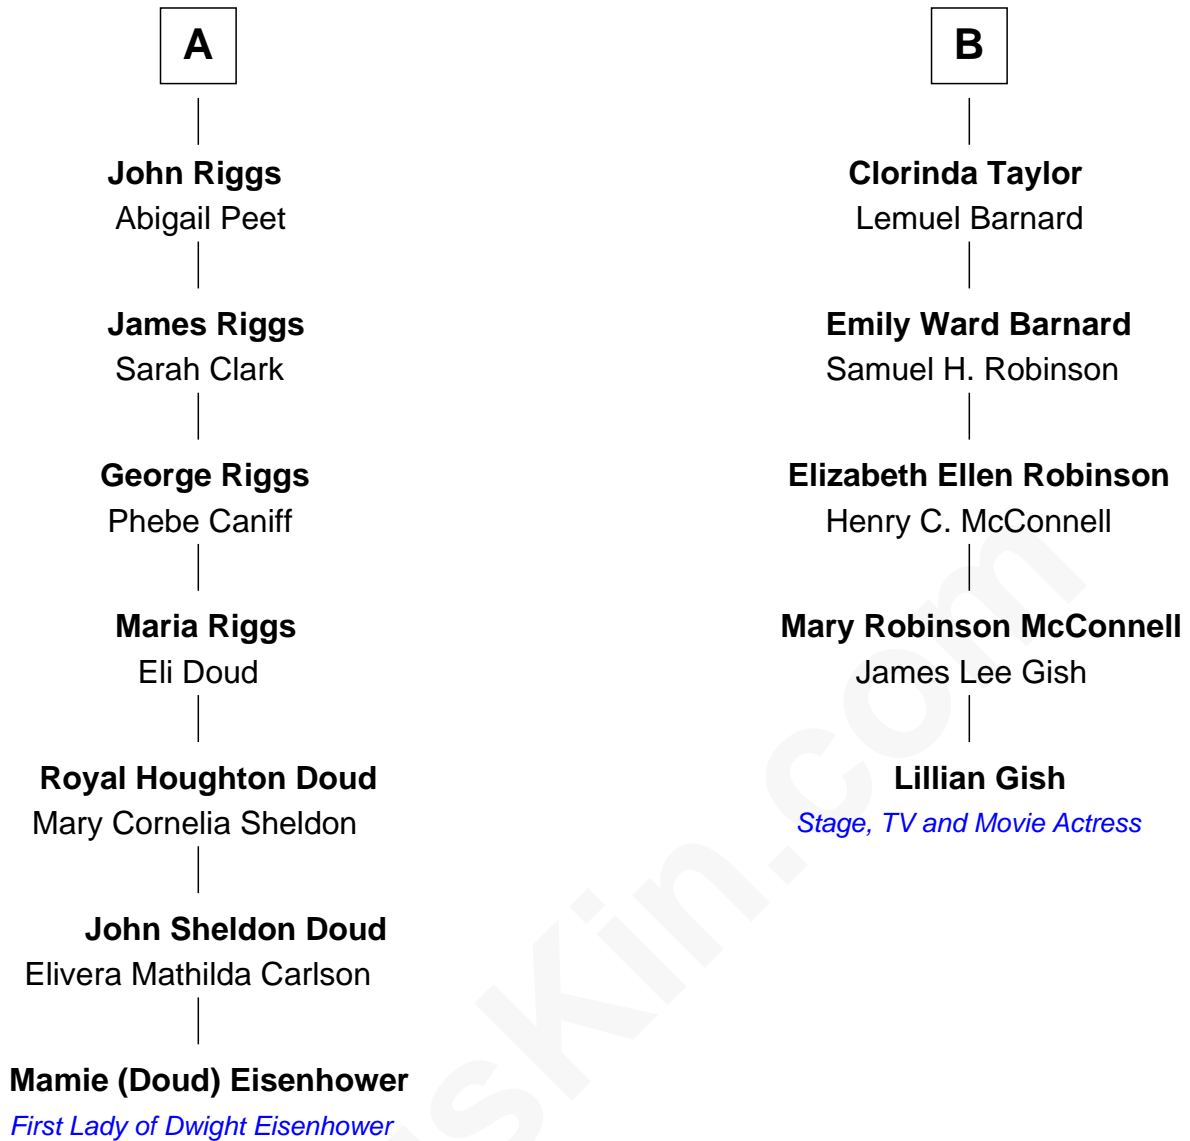 A
John Riggs
Abigail Peet
James Riggs
Sarah Clark
George Riggs
Phebe Caniff
Maria Riggs
Eli Doud
Royal Houghton Doud
Mary Cornelia Sheldon
John Sheldon Doud
Elivera Mathilda Carlson
Mamie (Doud) Eisenhower
First Lady of Dwight Eisenhower
B
Clorinda Taylor
Lemuel Barnard
Emily Ward Barnard
Samuel H. Robinson
Elizabeth Ellen Robinson
Henry C. McConnell
Mary Robinson McConnell
James Lee Gish
Lillian Gish
Stage, TV and Movie Actress